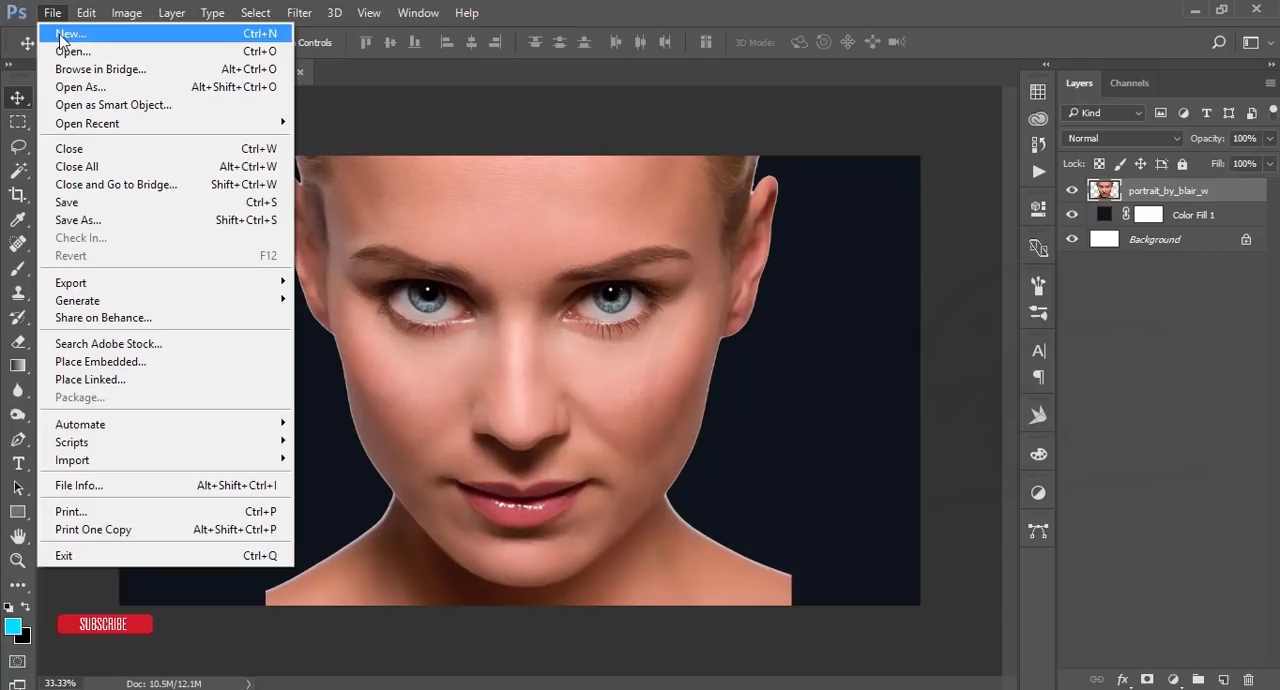 Ps File Edit Image Layer Type Select Filter 3D View Window Help
Controls 3D Mode:
New... Ctrl+N
Open... Ctrl+O
Browse in Bridge... Alt+Ctrl+O
Open As... Alt+Shift+Ctrl+O
Open as Smart Object...
Open Recent
Close Ctrl+W
Close All Alt+Ctrl+W
Close and Go to Bridge... Shift+Ctrl+W
Save Ctrl+S
Save As... Shift+Ctrl+S
Check In...
Revert F12
Export
Generate
Share on Behance...
Search Adobe Stock...
Place Embedded...
Place Linked...
Package...
Automate
Scripts
Import
File Info... Alt+Shift+Ctrl+I
Print... Ctrl+P
Print One Copy Alt+Shift+Ctrl+P
Exit Ctrl+Q
SUBSCRIBE
33.33% Doc: 10.5M/12.1M
Layers Channels
Kind
Normal Opacity: 100%
Lock: Fill: 100%
portrait_by_blair_w
Color Fill 1
Background